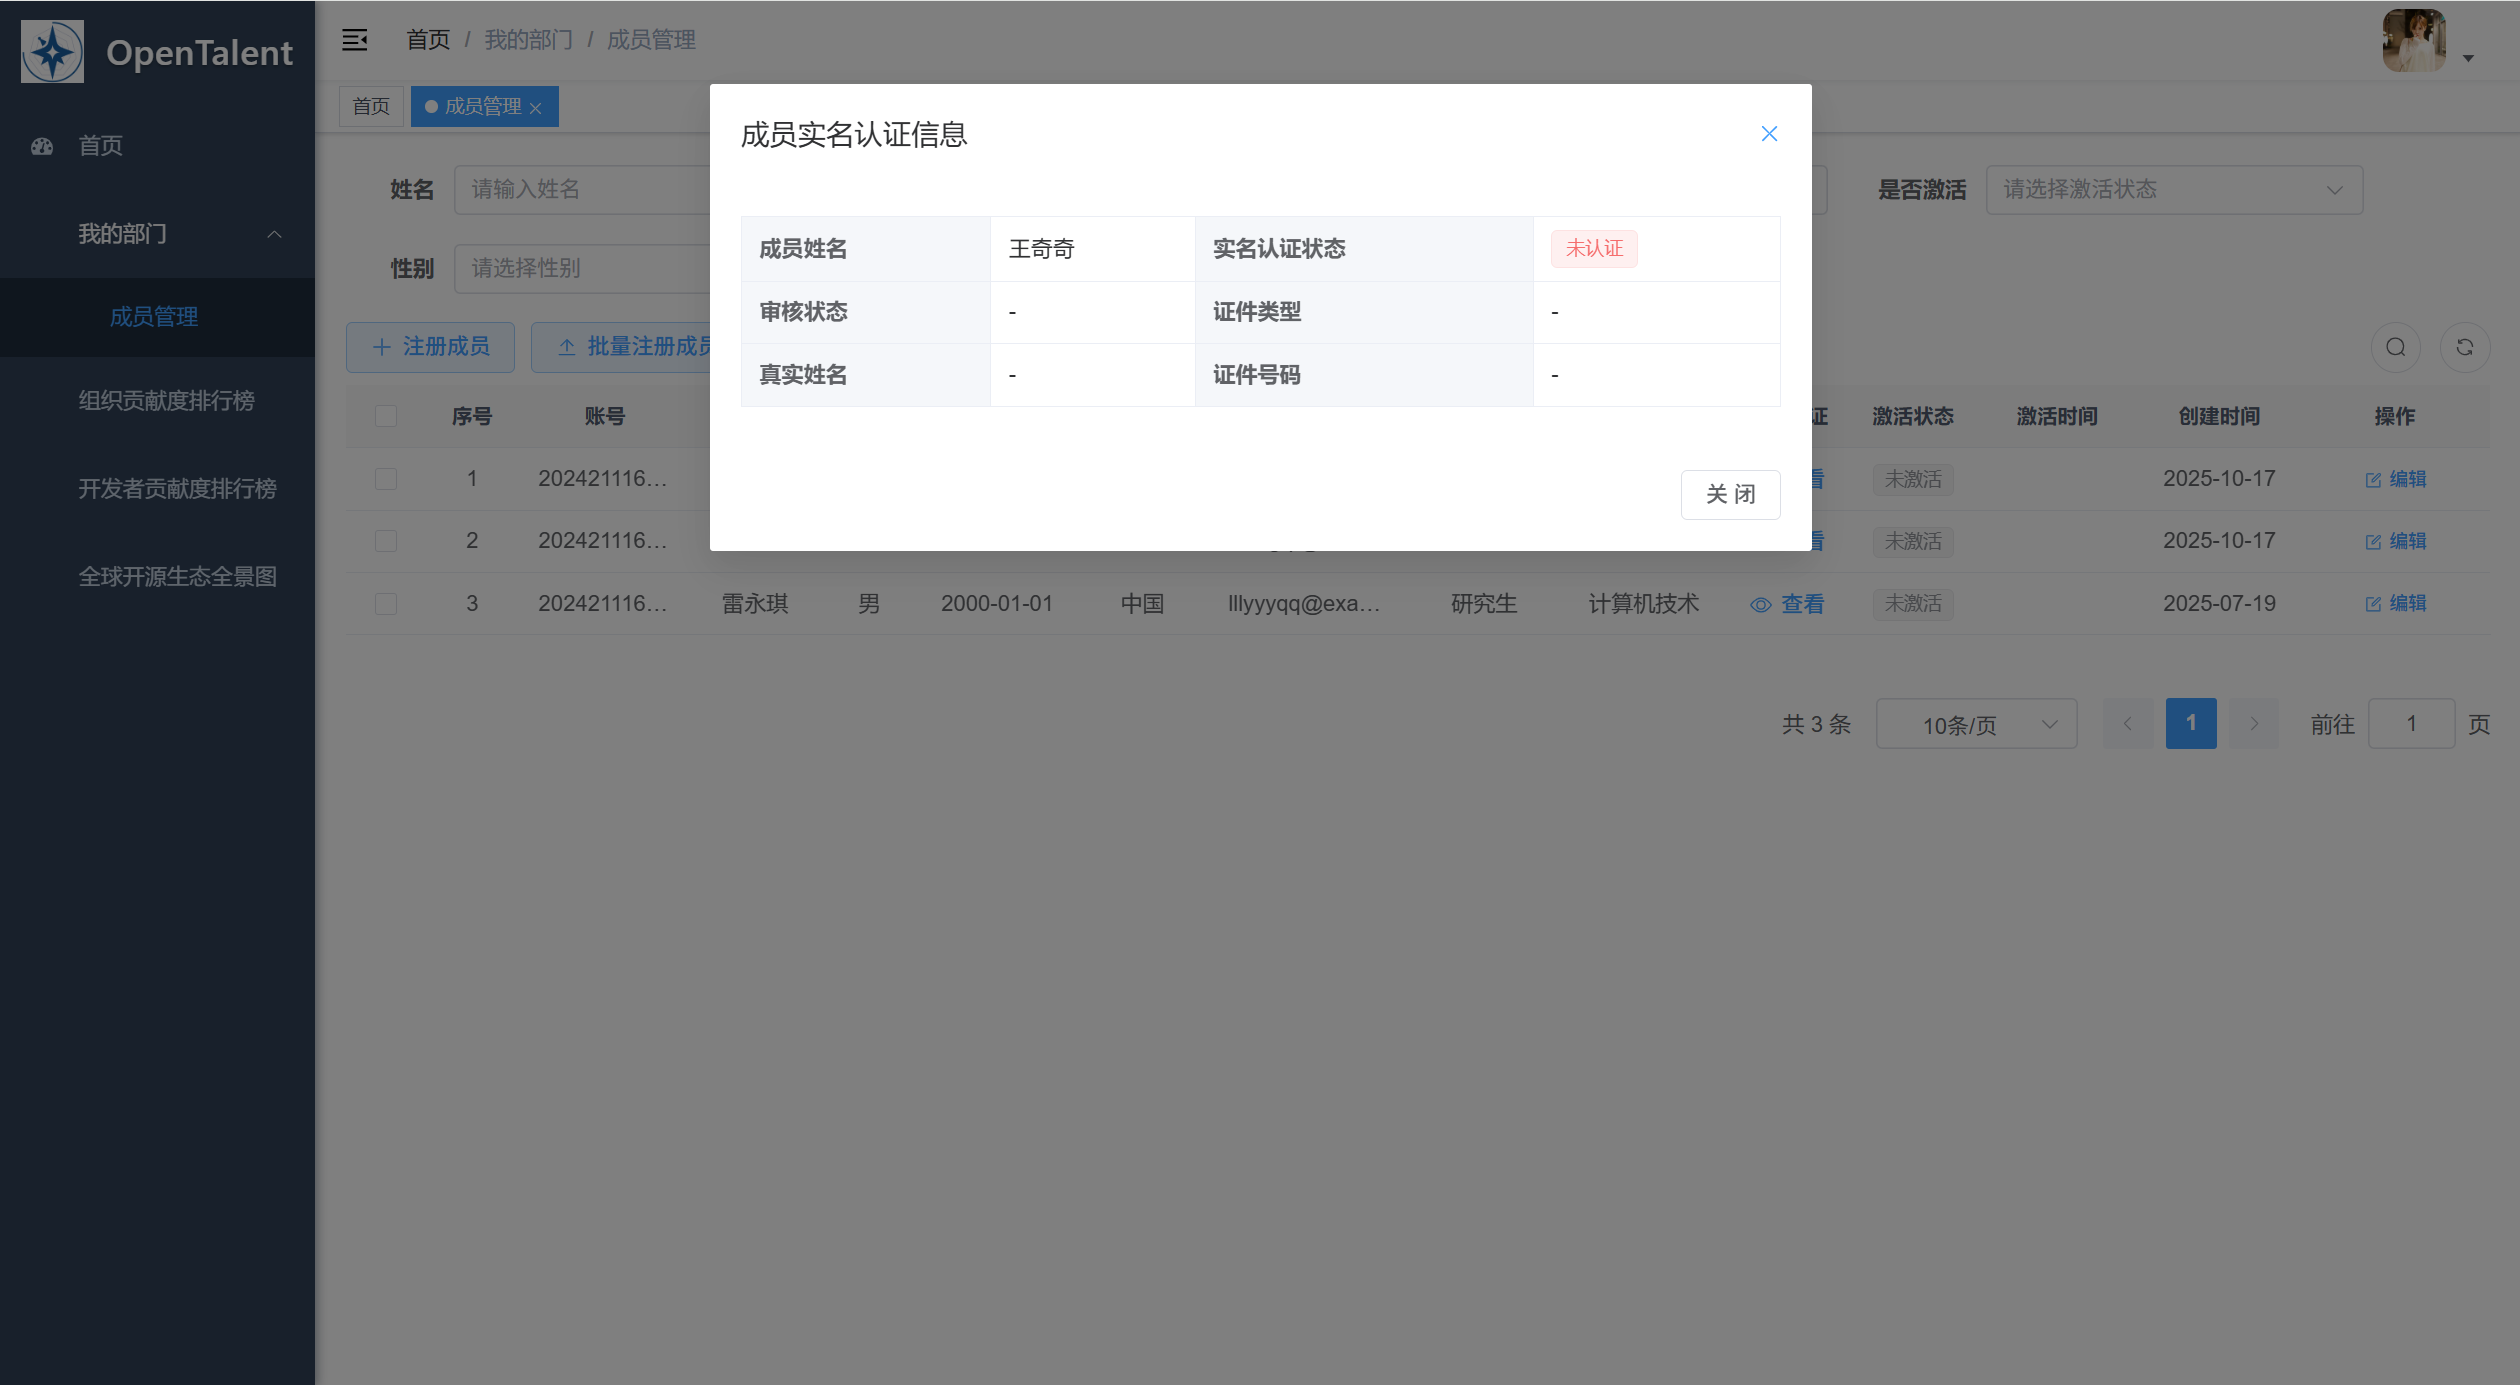 OpenTalent
首页
我的部门
成员管理
组织贡献度排行榜
开发者贡献度排行榜
全球开源生态全景图
首页 / 我的部门 / 成员管理
首页
成员管理
姓名 请输入姓名
是否激活 请选择激活状态
性别 请选择性别
注册成员
批量注册成员
成员实名认证信息
成员姓名 王奇奇 实名认证状态 未认证
审核状态 - 证件类型 -
真实姓名 - 证件号码 -
关 闭
序号 账号 证 激活状态 激活时间 创建时间 操作
1 202421116... 看 未激活 2025-10-17 编辑
2 202421116... 看 未激活 2025-10-17 编辑
3 202421116... 雷永琪 男 2000-01-01 中国 lllyyyqq@exa... 研究生 计算机技术 查看 未激活 2025-07-19 编辑
共 3 条 10条/页 1 前往 1 页